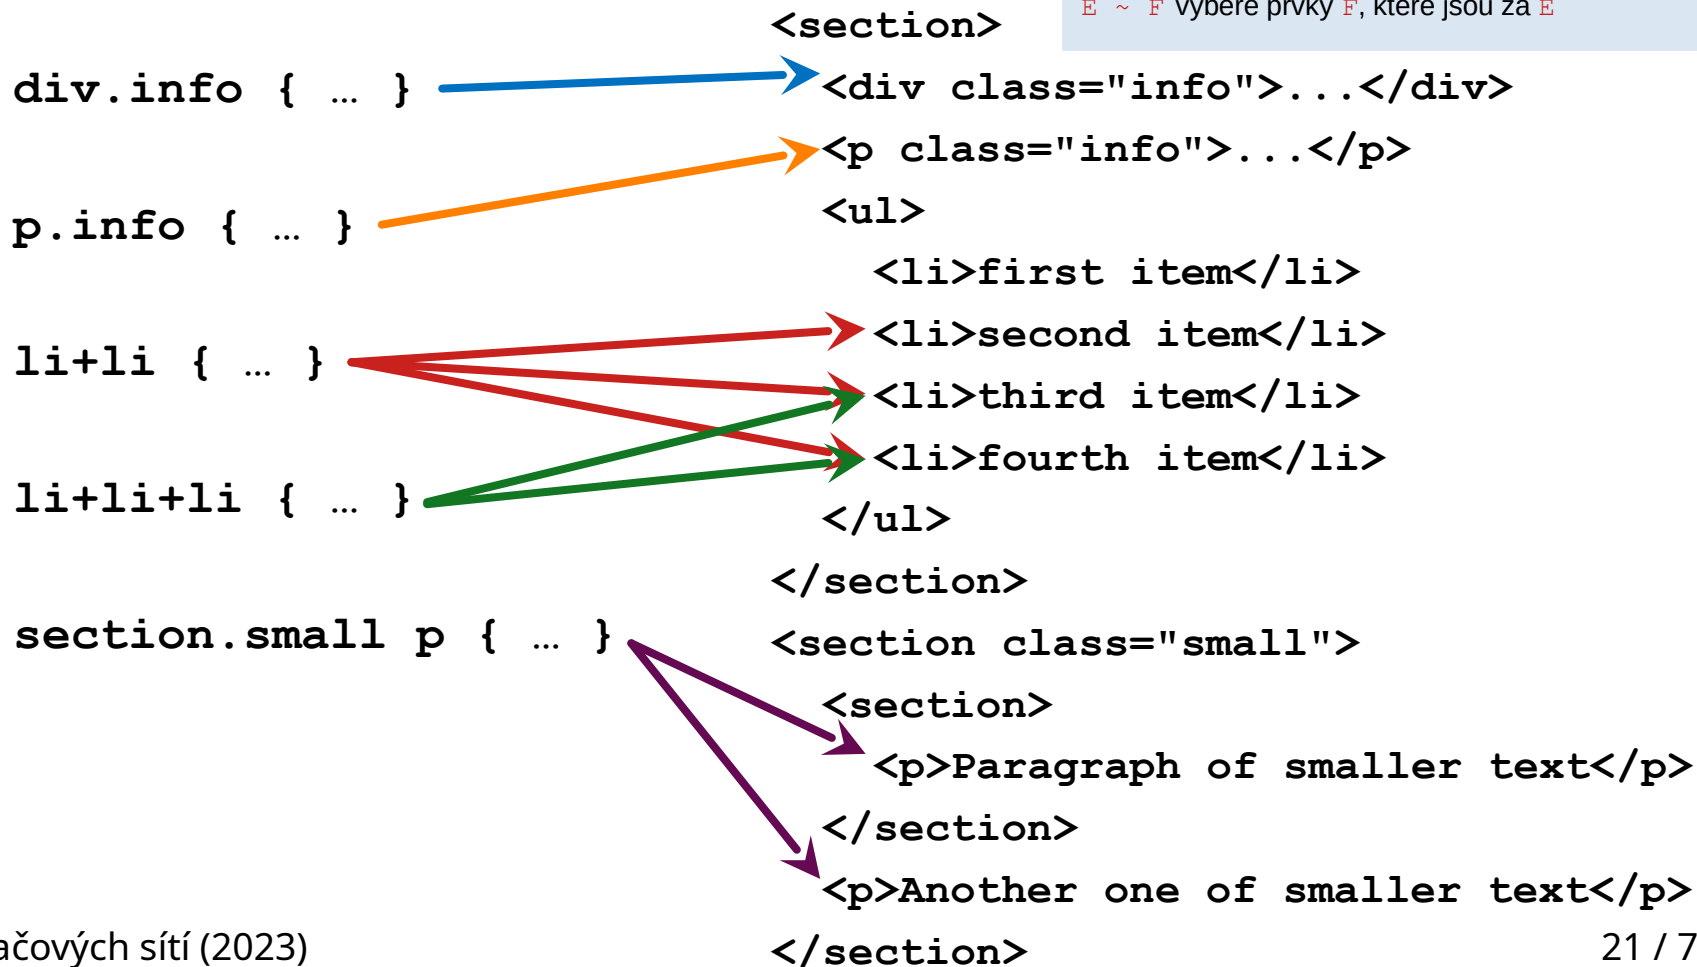 E ~ F vybere prvky F, které jsou za E
<section>
div.info { … }
<div class="info">...</div>
<p class="info">...</p>
p.info { … }
<ul>
<li>first item</li>
<li>second item</li>
li+li { … }
<li>third item</li>
<li>fourth item</li>
li+li+li { … }
</ul>
</section>
section.small p { … }
<section class="small">
<section>
<p>Paragraph of smaller text</p>
</section>
<p>Another one of smaller text</p>
ačových sítí (2023)
</section>
21 / 7